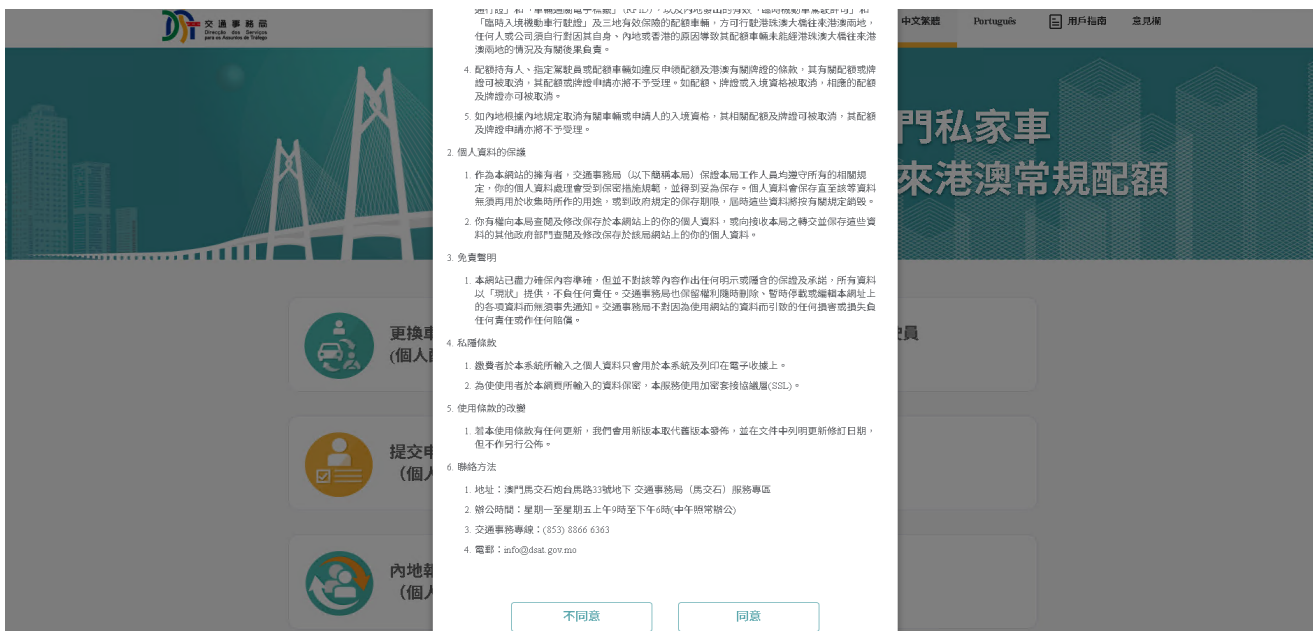 交通事務局
Direcção dos Serviços
para os Assuntos de Tráfego
中文繁體
Português
用戶指南
意見欄
通行證」和「車輛通關電子標籤」(RFID),以及內地發出的有效「臨時機動車駕駛許可」和
「臨時入境機動車行駛證」及三地有效保險的配額車輛,方可行駛港珠澳大橋往來港澳兩地,
任何人或公司須自行對因其自身、內地或香港的原因導致其配額車輛未能經港珠澳大橋往來港
澳兩地的情況及有關後果負責。
4. 配額持有人、指定駕駛員或配額車輛如違反申領配額及港澳有關牌證的條款,其有關配額或牌
證可被取消,其配額或牌證申請亦將不予受理。如配額、牌證或入境資格被取消,相應的配額
及牌證亦可被取消。
5. 如內地根據內地規定取消有關車輛或申請人的入境資格,其相關配額及牌證可被取消,其配額
及牌證申請亦將不予受理。
2. 個人資料的保護
1. 作為本網站的擁有者,交通事務局(以下簡稱本局)保證本局工作人員均遵守所有的相關規
定,你的個人資料處理會受到保密措施規範,並得到妥為保存。個人資料會保存直至該等資料
無須再用於收集時所作的用途,或到政府規定的保存期限,屆時這些資料將按有關規定銷毀。
2. 你有權向本局查閱及修改保存於本網站上的你的個人資料,或向接收本局之轉交並保存這些資
料的其他政府部門查閱及修改保存於該局網站上的你的個人資料。
3. 免責聲明
1. 本網站已盡力確保內容準確,但並不對該等內容作出任何明示或隱含的保證及承諾,所有資料
以「現狀」提供,不負任何責任。交通事務局也保留權利隨時刪除、暫時停載或編輯本網址上
的各項資料而無須事先通知。交通事務局不對因為使用網站的資料而引致的任何損害或損失負
任何責任或作任何賠償。
4. 私隱條款
1. 繳費者於本系統所輸入之個人資料只會用於本系統及列印在電子收據上。
2. 為使使用者於本網頁所輸入的資料保密,本服務使用加密套接協議層(SSL)。
5. 使用條款的改變
1. 若本使用條款有任何更新,我們會用新版本取代舊版本發佈,並在文件中列明更新修訂日期,
但不作另行公佈。
6. 聯絡方法
1. 地址:澳門馬交石炮台馬路33號地下 交通事務局(馬交石)服務專區
2. 辦公時間:星期一至星期五上午9時至下午6時(中午照常辦公)
3. 交通事務專線:(853) 8866 6363
4. 電郵:info@dsat.gov.mo
不同意
同意
門私家車
來港澳常規配額
更換車
(個人
史員
提交申
(個人
內地
(個人